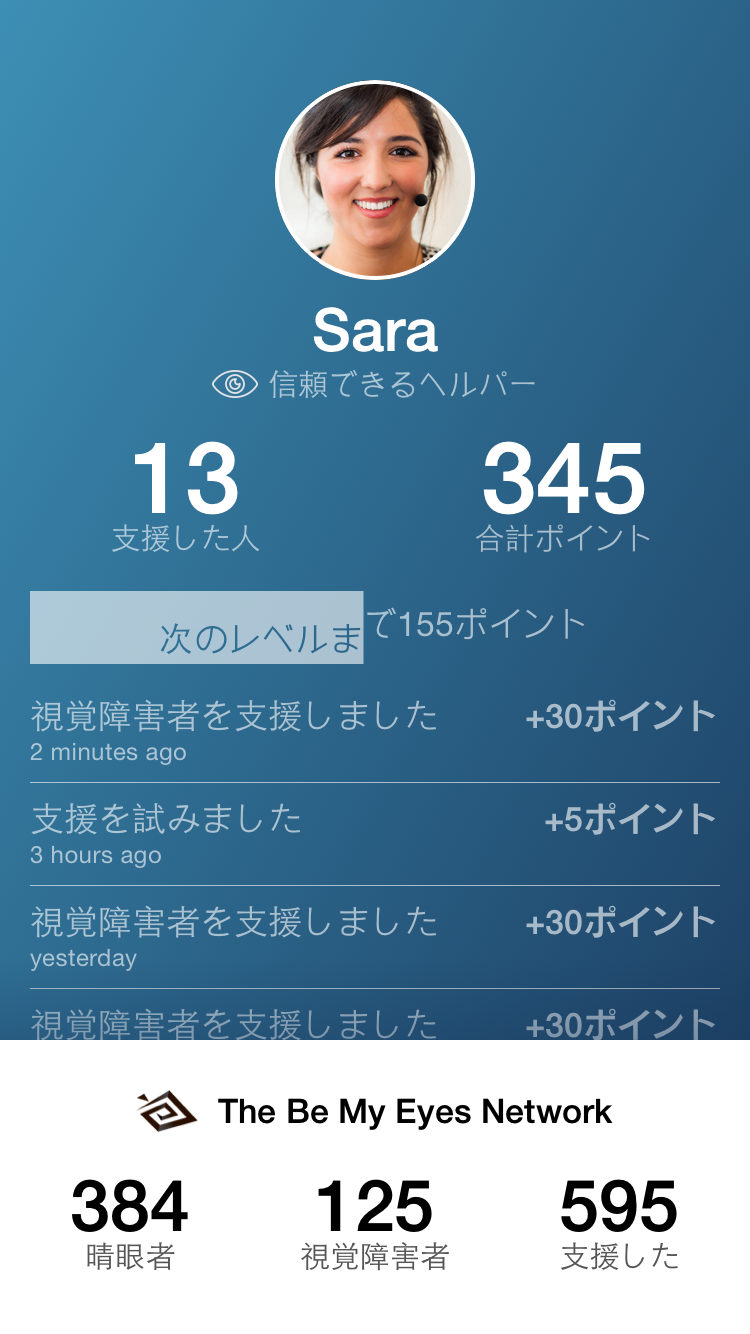 Sara
信頼できるヘルパー
13
345
支援した人
合計ポイント
次のレベルまで155ポイント
視覚障害者を支援しました
+30ポイント
2 minutes ago
支援を試みました
+5ポイント
3 hours ago
視覚障害者を支援しました
+30ポイント
yesterday
視覚障害者を支援しました
+30ポイント
The Be My Eyes Network
384
125
595
晴眼者
視覚障害者
支援した